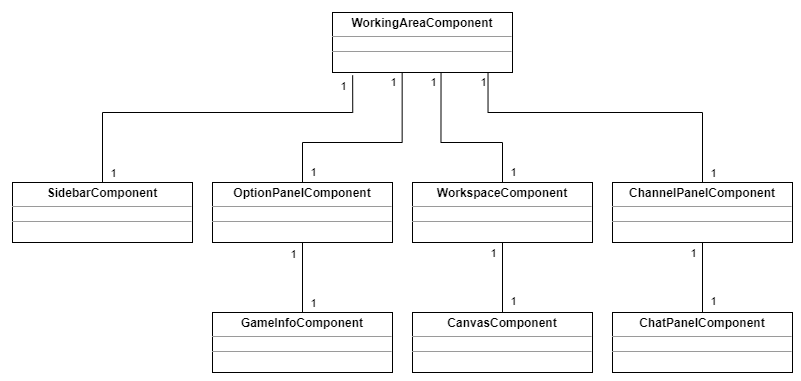 WorkingAreaComponent
1 1 1 1
1 1 1 1
SidebarComponent OptionPanelComponent WorkspaceComponent ChannelPanelComponent
1 1 1
1 1 1
GameInfoComponent CanvasComponent ChatPanelComponent